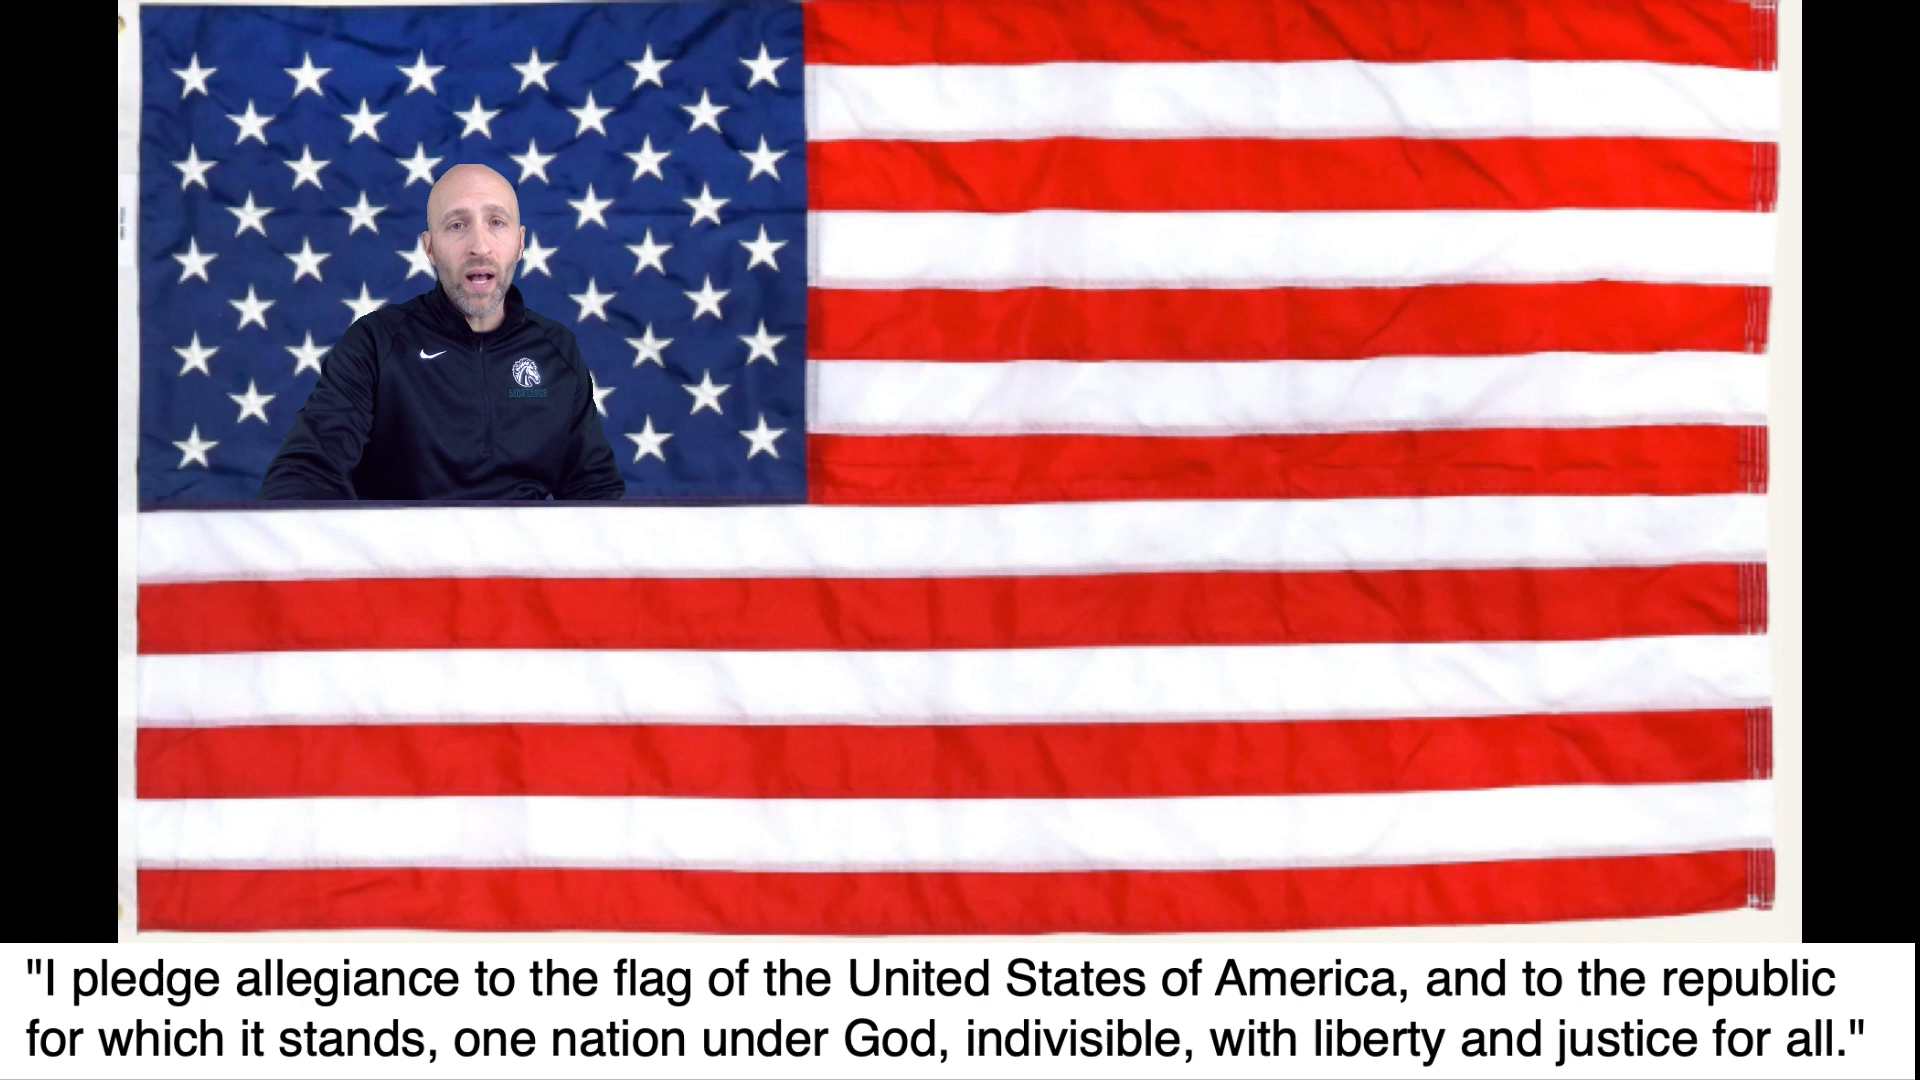 "I pledge allegiance to the flag of the United States of America, and to the republic
for which it stands, one nation under God, indivisible, with liberty and justice for all."